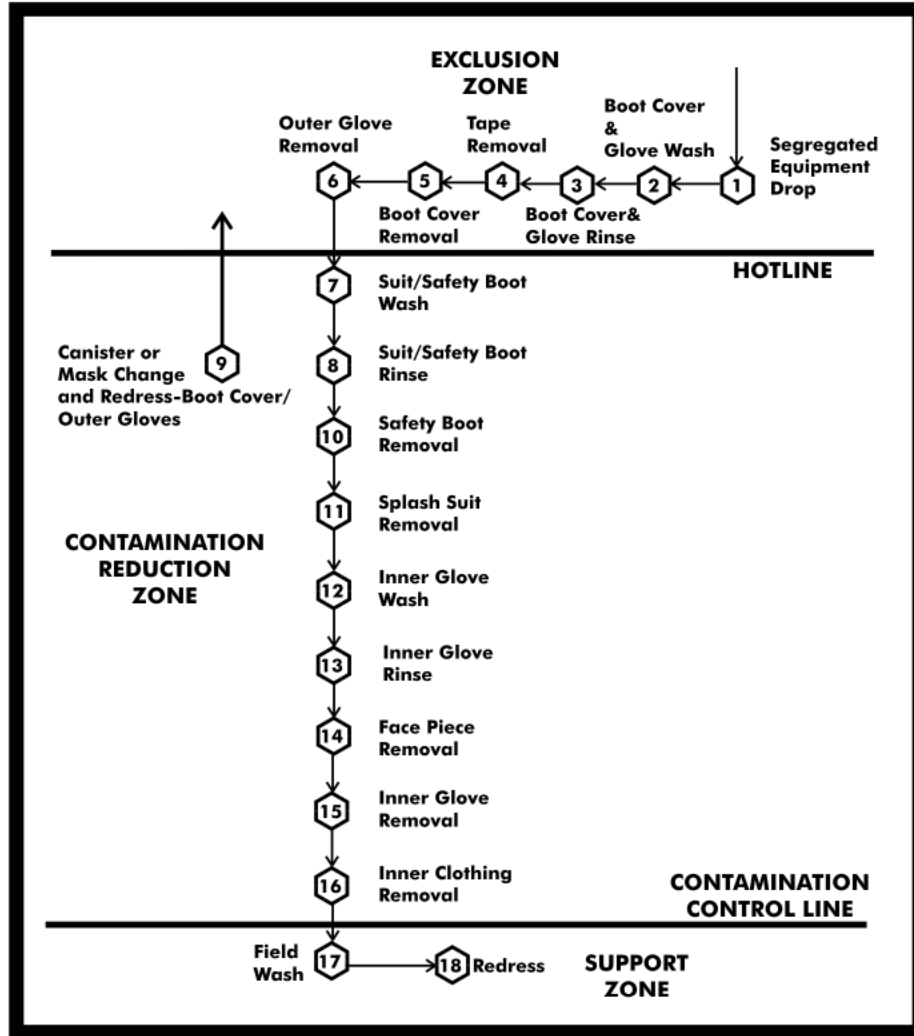 EXCLUSION
ZONE
Outer Glove
Removal
Tape
Removal
Boot Cover
&
Glove Wash
Segregated
Equipment
Drop
6
5
4
3
2
1
Boot Cover
Removal
Boot Cover&
Glove Rinse
HOTLINE
7
Suit/Safety Boot
Wash
Canister or
Mask Change
and Redress-Boot Cover/
Outer Gloves
9
8
Suit/Safety Boot
Rinse
10
Safety Boot
Removal
11
Splash Suit
Removal
CONTAMINATION
REDUCTION
ZONE
12
Inner Glove
Wash
13
Inner Glove
Rinse
14
Face Piece
Removal
15
Inner Glove
Removal
16
Inner Clothing
Removal
CONTAMINATION
CONTROL LINE
Field
Wash
17
18
Redress
SUPPORT
ZONE